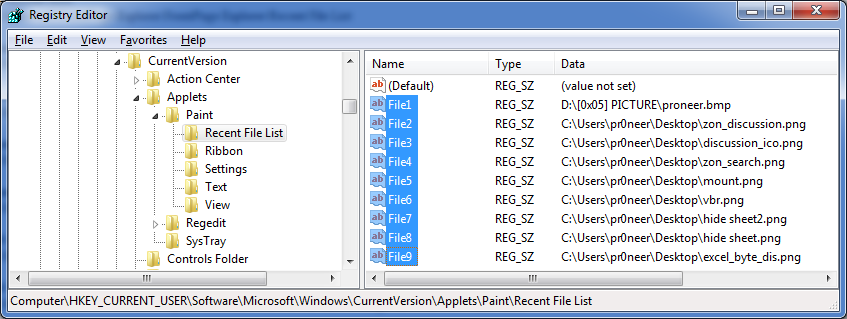 Registry Editor
File Edit View Favorites Help
CurrentVersion
Action Center
Applets
Paint
Recent File List
Ribbon
Settings
Text
View
Regedit
SysTray
Controls Folder
Name Type Data
(Default) REG_SZ (value not set)
File1 REG_SZ D:\[0x05] PICTURE\proneer.bmp
File2 REG_SZ C:\Users\pr0neer\Desktop\zon_discussion.png
File3 REG_SZ C:\Users\pr0neer\Desktop\discussion_ico.png
File4 REG_SZ C:\Users\pr0neer\Desktop\zon_search.png
File5 REG_SZ C:\Users\pr0neer\Desktop\mount.png
File6 REG_SZ C:\Users\pr0neer\Desktop\vbr.png
File7 REG_SZ C:\Users\pr0neer\Desktop\hide sheet2.png
File8 REG_SZ C:\Users\pr0neer\Desktop\hide sheet.png
File9 REG_SZ C:\Users\pr0neer\Desktop\excel_byte_dis.png
Computer\HKEY_CURRENT_USER\Software\Microsoft\Windows\CurrentVersion\Applets\Paint\Recent File List